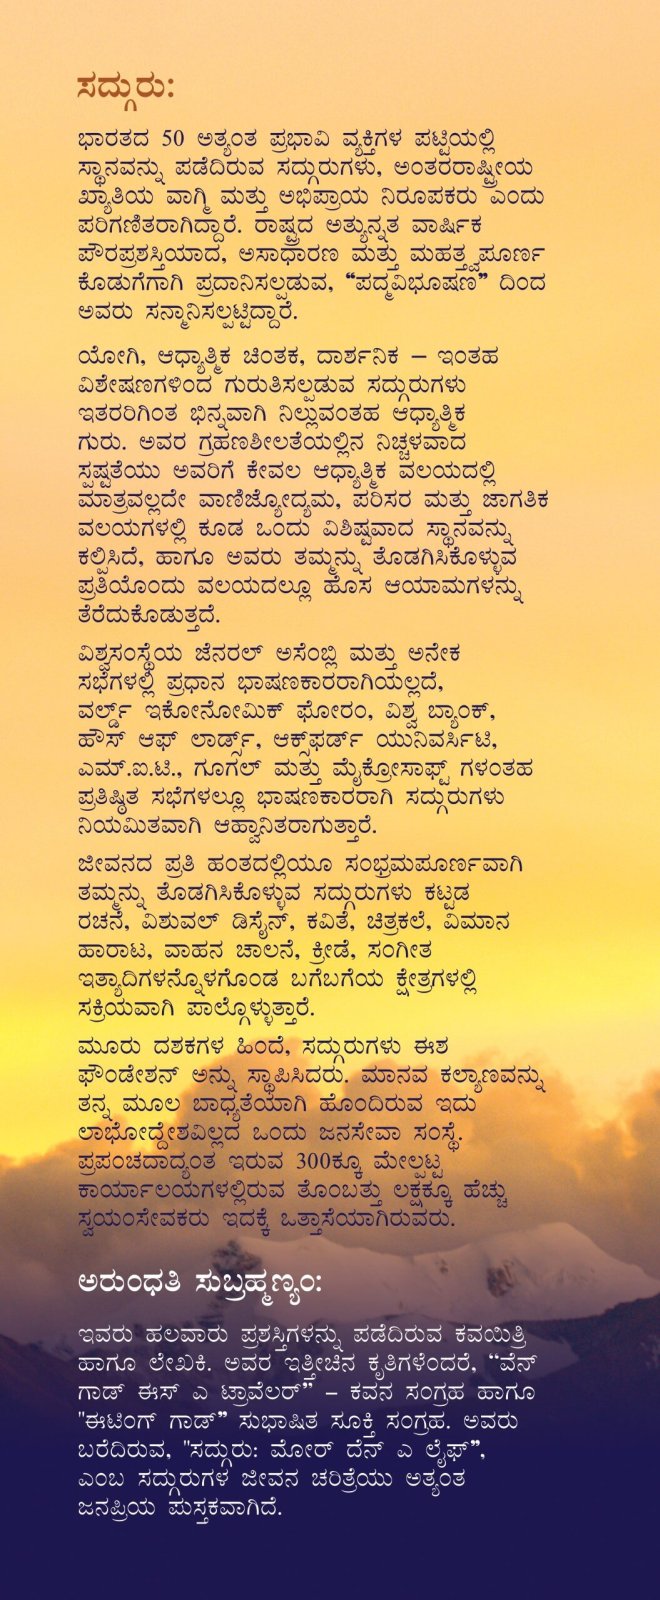 ಸದ್ಗುರು:
ಭಾರತದ 50 ಅತ್ಯಂತ ಪ್ರಭಾವಿ ವ್ಯಕ್ತಿಗಳ ಪಟ್ಟಿಯಲ್ಲಿ
ಸ್ಥಾನವನ್ನು ಪಡೆದಿರುವ ಸದ್ಗುರುಗಳು, ಅಂತರರಾಷ್ಟ್ರೀಯ
ಖ್ಯಾತಿಯ ವಾಗ್ಮಿ ಮತ್ತು ಅಭಿಪ್ರಾಯ ನಿರೂಪಕರು ಎಂದು
ಪರಿಗಣಿತರಾಗಿದ್ದಾರೆ. ರಾಷ್ಟ್ರದ ಅತ್ಯುನ್ನತ ವಾರ್ಷಿಕ
ಪೌರಪ್ರಶಸ್ತಿಯಾದ, ಅಸಾಧಾರಣ ಮತ್ತು ಮಹತ್ತ್ವಪೂರ್ಣ
ಕೊಡುಗೆಗಾಗಿ ಪ್ರದಾನಿಸಲ್ಪಡುವ, “ಪದ್ಮವಿಭೂಷಣ” ದಿಂದ
ಅವರು ಸನ್ಮಾನಿಸಲ್ಪಟ್ಟಿದ್ದಾರೆ.
ಯೋಗಿ, ಆಧ್ಯಾತ್ಮಿಕ ಚಿಂತಕ, ದಾರ್ಶನಿಕ – ಇಂತಹ
ವಿಶೇಷಣಗಳಿಂದ ಗುರುತಿಸಲ್ಪಡುವ ಸದ್ಗುರುಗಳು
ಇತರರಿಗಿಂತ ಭಿನ್ನವಾಗಿ ನಿಲ್ಲುವಂತಹ ಆಧ್ಯಾತ್ಮಿಕ
ಗುರು. ಅವರ ಗ್ರಹಣಶೀಲತೆಯಲ್ಲಿನ ನಿಚ್ಚಳವಾದ
ಸ್ಪಷ್ಟತೆಯು ಅವರಿಗೆ ಕೇವಲ ಆಧ್ಯಾತ್ಮಿಕ ವಲಯದಲ್ಲಿ
ಮಾತ್ರವಲ್ಲದೇ ವಾಣಿಜ್ಯೋದ್ಯಮ, ಪರಿಸರ ಮತ್ತು ಜಾಗತಿಕ
ವಲಯಗಳಲ್ಲಿ ಕೂಡ ಒಂದು ವಿಶಿಷ್ಟವಾದ ಸ್ಥಾನವನ್ನು
ಕಲ್ಪಿಸಿದೆ, ಹಾಗೂ ಅವರು ತಮ್ಮನ್ನು ತೊಡಗಿಸಿಕೊಳ್ಳುವ
ಪ್ರತಿಯೊಂದು ವಲಯದಲ್ಲೂ ಹೊಸ ಆಯಾಮಗಳನ್ನು
ತೆರೆದುಕೊಡುತ್ತದೆ.
ವಿಶ್ವಸಂಸ್ಥೆಯ ಜೆನರಲ್ ಅಸೆಂಬ್ಲಿ ಮತ್ತು ಅನೇಕ
ಸಭೆಗಳಲ್ಲಿ ಪ್ರಧಾನ ಭಾಷಣಕಾರರಾಗಿಯಲ್ಲದೆ,
ವರ್ಲ್ಡ್ ಇಕೋನೋಮಿಕ್ ಫೋರಂ, ವಿಶ್ವ ಬ್ಯಾಂಕ್,
ಹೌಸ್ ಆಫ್ ಲಾರ್ಡ್ಸ್, ಆಕ್ಸ್‌ಫರ್ಡ್ ಯುನಿವರ್ಸಿಟಿ,
ಎಮ್.ಐ.ಟಿ., ಗೂಗಲ್ ಮತ್ತು ಮೈಕ್ರೋಸಾಫ್ಟ್ ಗಳಂತಹ
ಪ್ರತಿಷ್ಠಿತ ಸಭೆಗಳಲ್ಲೂ ಭಾಷಣಕಾರರಾಗಿ ಸದ್ಗುರುಗಳು
ನಿಯಮಿತವಾಗಿ ಆಹ್ವಾನಿತರಾಗುತ್ತಾರೆ.
ಜೀವನದ ಪ್ರತಿ ಹಂತದಲ್ಲಿಯೂ ಸಂಭ್ರಮಪೂರ್ಣವಾಗಿ
ತಮ್ಮನ್ನು ತೊಡಗಿಸಿಕೊಳ್ಳುವ ಸದ್ಗುರುಗಳು ಕಟ್ಟಡ
ರಚನೆ, ವಿಶುವಲ್ ಡಿಸೈನ್, ಕವಿತೆ, ಚಿತ್ರಕಲೆ, ವಿಮಾನ
ಹಾರಾಟ, ವಾಹನ ಚಾಲನೆ, ಕ್ರೀಡೆ, ಸಂಗೀತ
ಇತ್ಯಾದಿಗಳನ್ನೊಳಗೊಂಡ ಬಗೆಬಗೆಯ ಕ್ಷೇತ್ರಗಳಲ್ಲಿ
ಸಕ್ರಿಯವಾಗಿ ಪಾಲ್ಗೊಳ್ಳುತ್ತಾರೆ.
ಮೂರು ದಶಕಗಳ ಹಿಂದೆ, ಸದ್ಗುರುಗಳು ಈಶ
ಫೌಂಡೇಶನ್ ಅನ್ನು ಸ್ಥಾಪಿಸಿದರು. ಮಾನವ ಕಲ್ಯಾಣವನ್ನು
ತನ್ನ ಮೂಲ ಬಾಧ್ಯತೆಯಾಗಿ ಹೊಂದಿರುವ ಇದು
ಲಾಭೋದ್ದೇಶವಿಲ್ಲದ ಒಂದು ಜನಸೇವಾ ಸಂಸ್ಥೆ.
ಪ್ರಪಂಚದಾದ್ಯಂತ ಇರುವ 300ಕ್ಕೂ ಮೇಲ್ಪಟ್ಟ
ಕಾರ್ಯಾಲಯಗಳಲ್ಲಿರುವ ತೊಂಬತ್ತು ಲಕ್ಷಕ್ಕೂ ಹೆಚ್ಚು
ಸ್ವಯಂಸೇವಕರು ಇದಕ್ಕೆ ಒತ್ತಾಸೆಯಾಗಿರುವರು.
ಅರುಂಧತಿ ಸುಬ್ರಹ್ಮಣ್ಯಂ:
ಇವರು ಹಲವಾರು ಪ್ರಶಸ್ತಿಗಳನ್ನು ಪಡೆದಿರುವ ಕವಯಿತ್ರಿ
ಹಾಗೂ ಲೇಖಕಿ. ಅವರ ಇತ್ತೀಚಿನ ಕೃತಿಗಳೆಂದರೆ, “ವೆನ್
ಗಾಡ್ ಈಸ್ ಎ ಟ್ರಾವೆಲರ್” – ಕವನ ಸಂಗ್ರಹ ಹಾಗೂ
"ಈಟಿಂಗ್ ಗಾಡ್” ಸುಭಾಷಿತ ಸೂಕ್ತಿ ಸಂಗ್ರಹ. ಅವರು
ಬರೆದಿರುವ, "ಸದ್ಗುರು: ಮೋರ್ ದೆನ್ ಎ ಲೈಫ್”,
ಎಂಬ ಸದ್ಗುರುಗಳ ಜೀವನ ಚರಿತ್ರೆಯು ಅತ್ಯಂತ
ಜನಪ್ರಿಯ ಪುಸ್ತಕವಾಗಿದೆ.